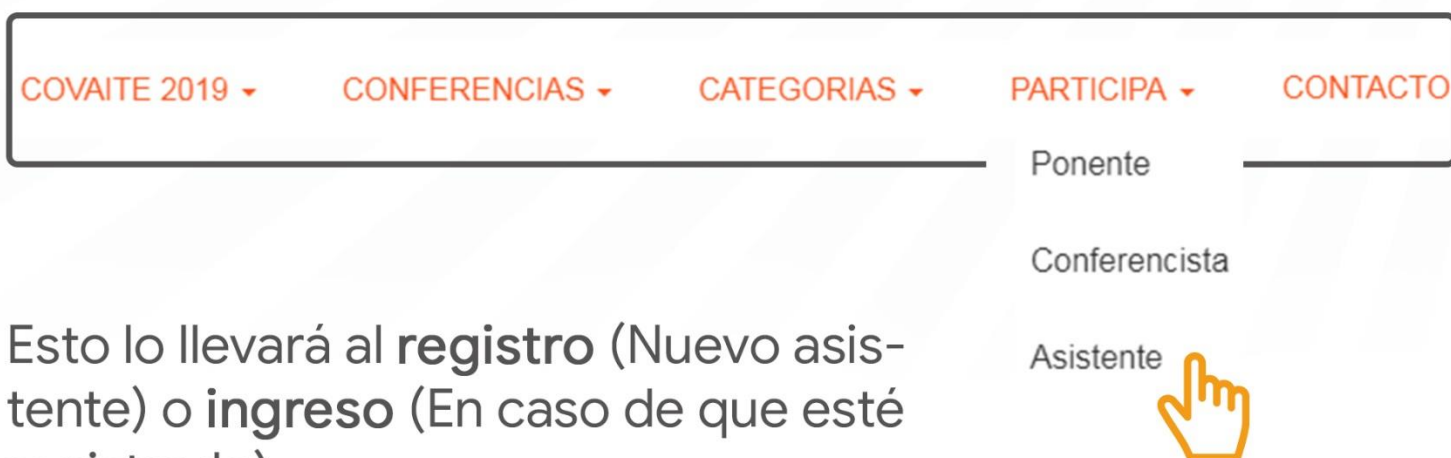 COVAITE 2019 CONFERENCIAS CATEGORIAS PARTICIPA CONTACTO
Ponente
Conferencista
Asistente
Esto lo llevará al registro (Nuevo asis-
tente) o ingreso (En caso de que esté